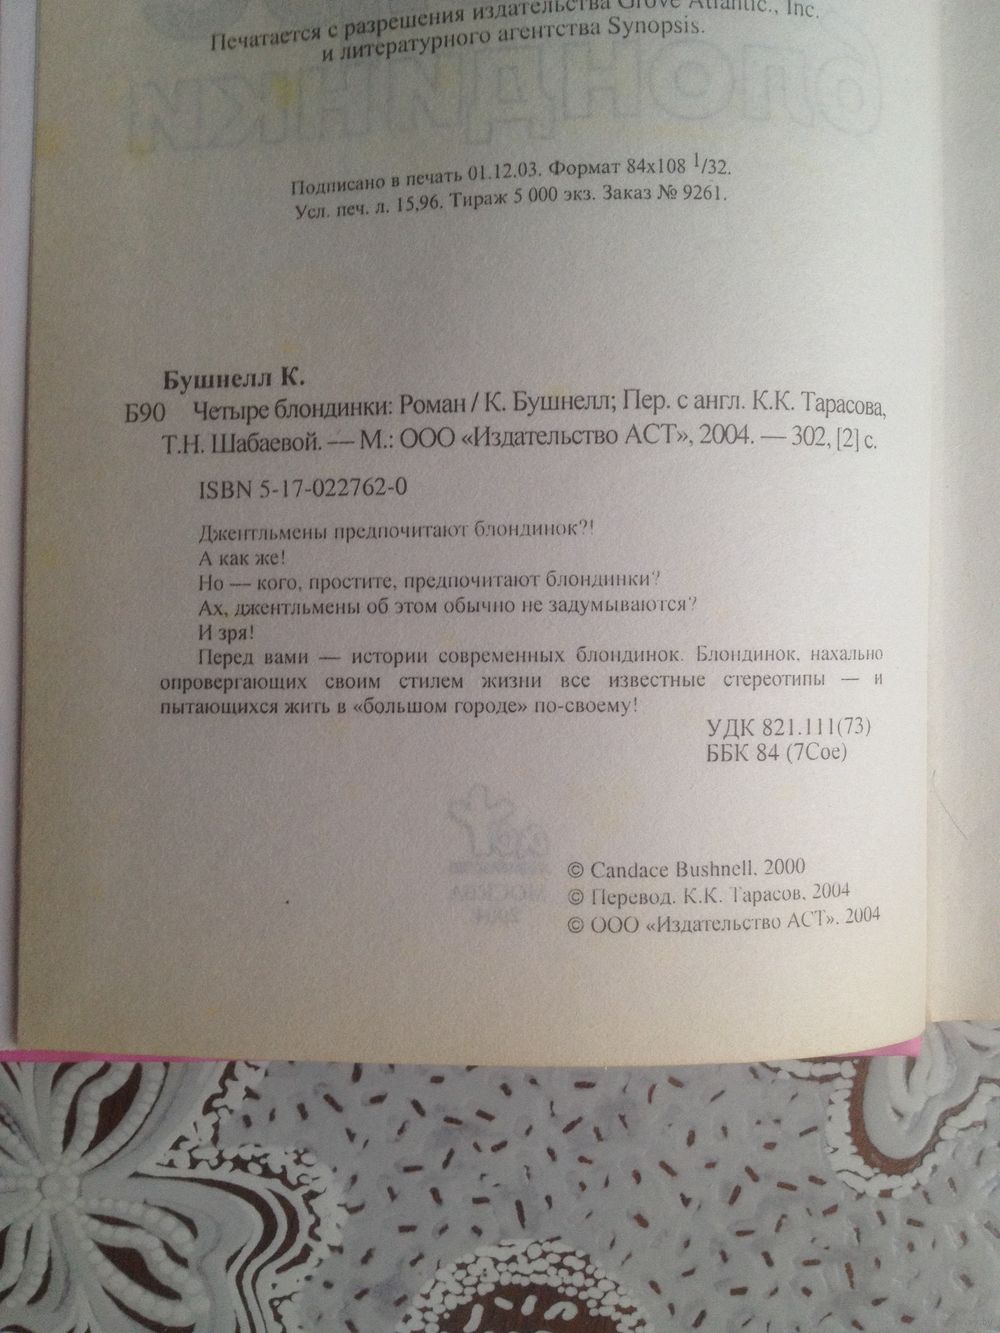 Печатается с разрешения издательства Grove Atlantic., Inc.
и литературного агентства Synopsis.
Подписано в печать 01.12.03. Формат 84x108 1/32.
Усл. печ. л. 15,96. Тираж 5 000 экз. Заказ № 9261.
Бушнелл К.
Б90 Четыре блондинки: Роман / К. Бушнелл; Пер. с англ. К.К. Тарасова,
Т.Н. Шабаевой. — М.: ООО «Издательство АСТ», 2004. — 302, [2] с.
ISBN 5-17-022762-0
Джентльмены предпочитают блондинок?!
А как же!
Но — кого, простите, предпочитают блондинки?
Ах, джентльмены об этом обычно не задумываются?
И зря!
Перед вами — истории современных блондинок. Блондинок, нахально
опровергающих своим стилем жизни все известные стереотипы — и
пытающихся жить в «большом городе» по-своему!
УДК 821.111(73)
ББК 84 (7Сое)
© Candace Bushnell, 2000
© Перевод. К.К. Тарасов, 2004
© ООО «Издательство АСТ», 2004